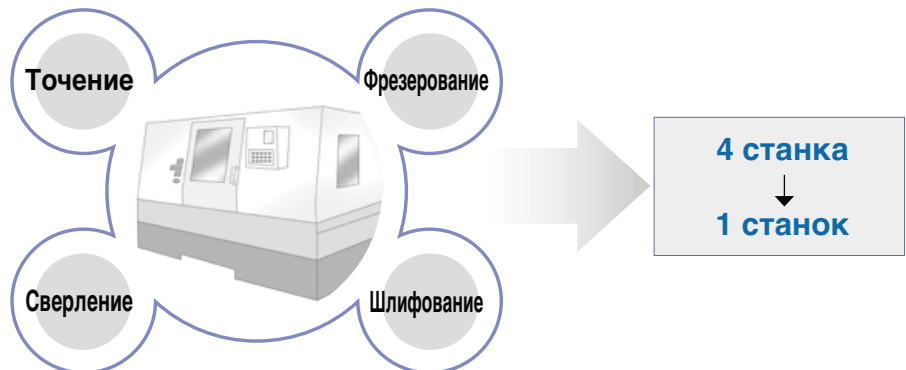 Точение
Фрезерование
Сверление
Шлифование
4 станка
1 станок